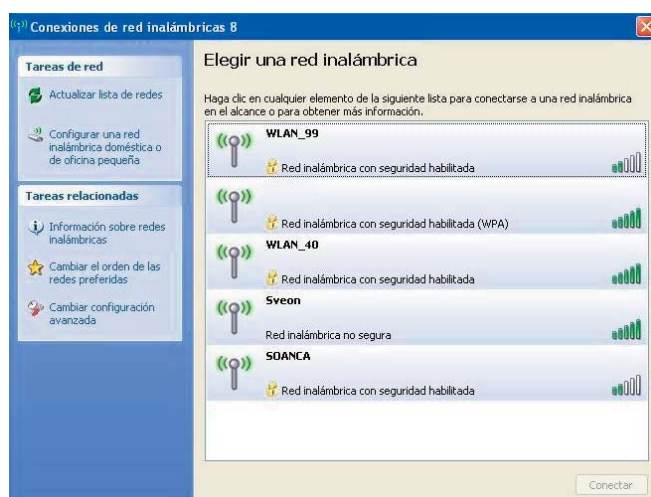 Conexiones de red inalámbricas 8
Tareas de red
Actualizar lista de redes
Configurar una red
inalámbrica doméstica o
de oficina pequeña
Tareas relacionadas
Información sobre redes
inalámbricas
Cambiar el orden de las
redes preferidas
Cambiar configuración
avanzada
Elegir una red inalámbrica
Haga clic en cualquier elemento de la siguiente lista para conectarse a una red inalámbrica
en el alcance o para obtener más información.
WLAN_99
Red inalámbrica con seguridad habilitada
Red inalámbrica con seguridad habilitada (WPA)
WLAN_40
Red inalámbrica con seguridad habilitada
Sveon
Red inalámbrica no segura
SOANCA
Red inalámbrica con seguridad habilitada
Conectar